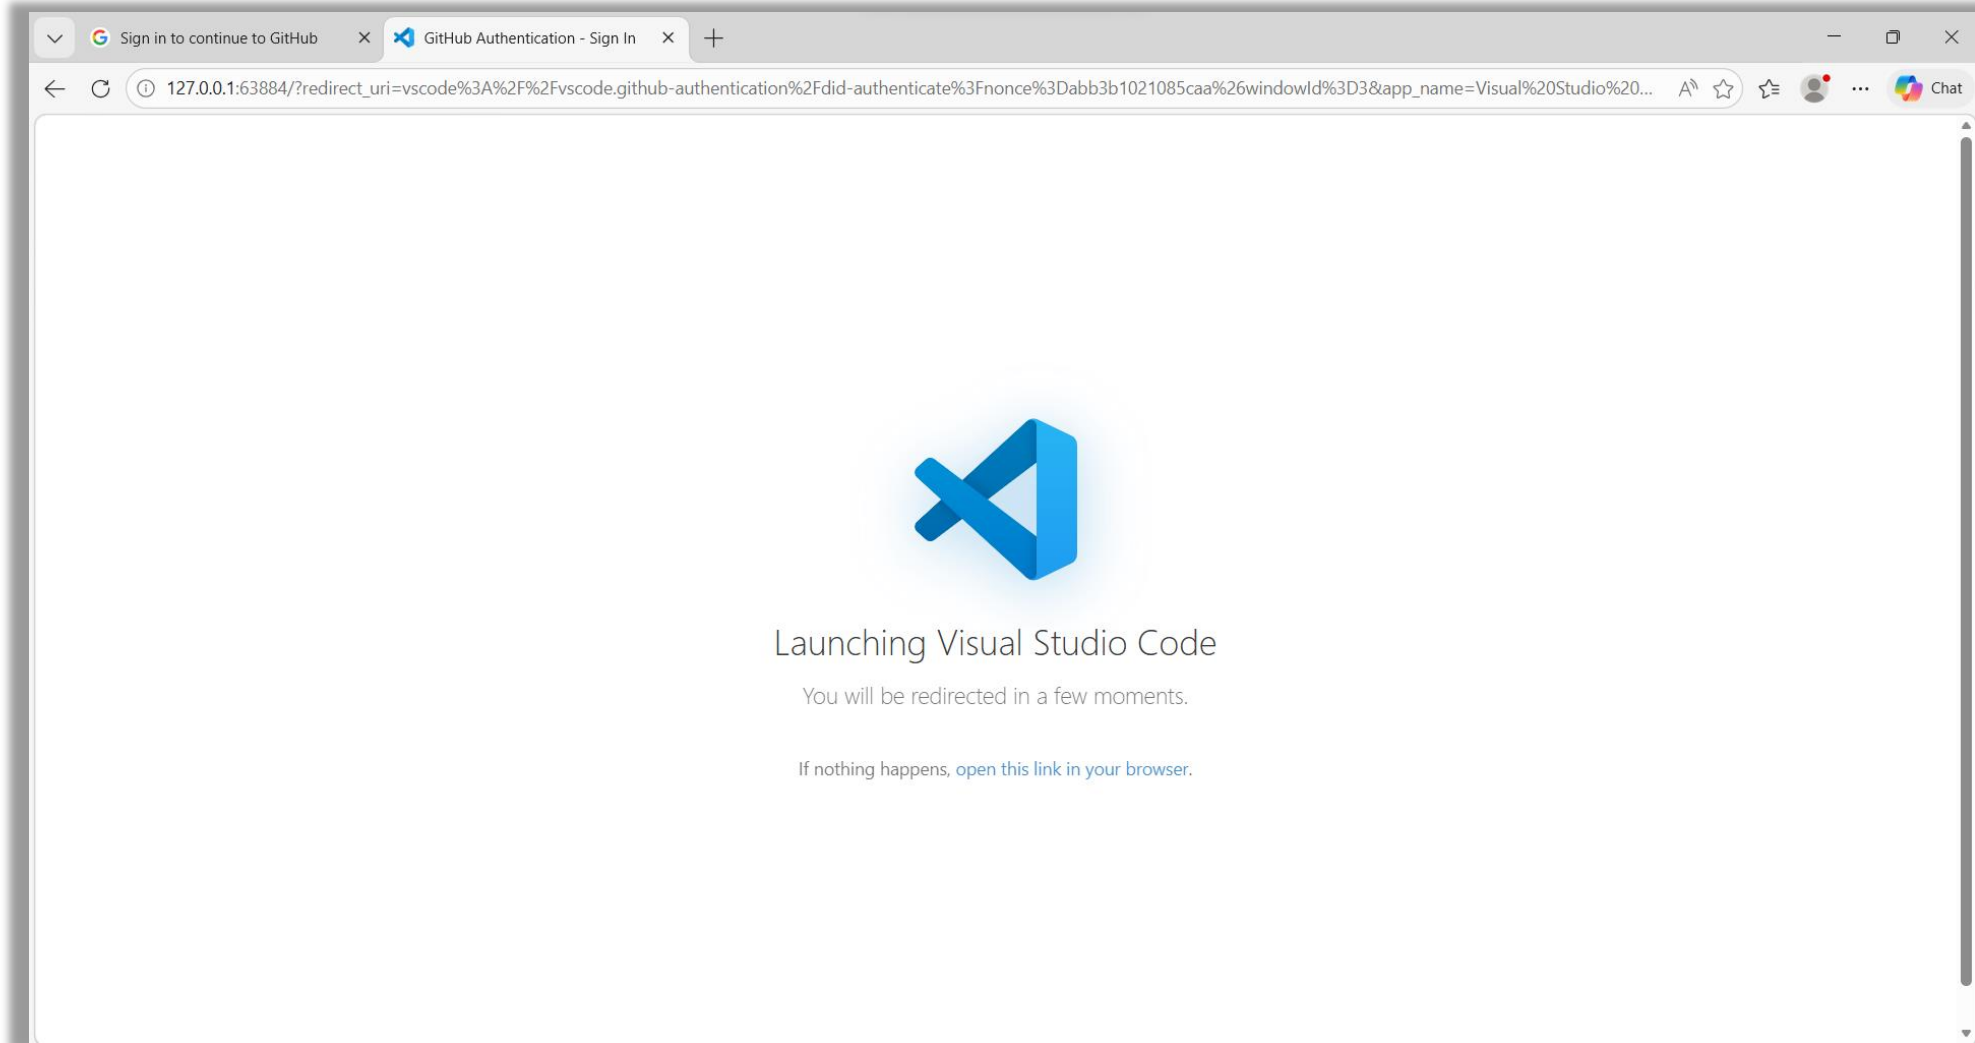 Sign in to continue to GitHub
GitHub Authentication - Sign In
127.0.0.1:63884/?redirect_uri=vscode%3A%2F%2Fvscode.github-authentication%2Fdid-authenticate%3Fnonce%3Dabb3b1021085caa%26windowId%3D3&app_name=Visual%20Studio%20...
Chat
Launching Visual Studio Code
You will be redirected in a few moments.
If nothing happens, open this link in your browser.